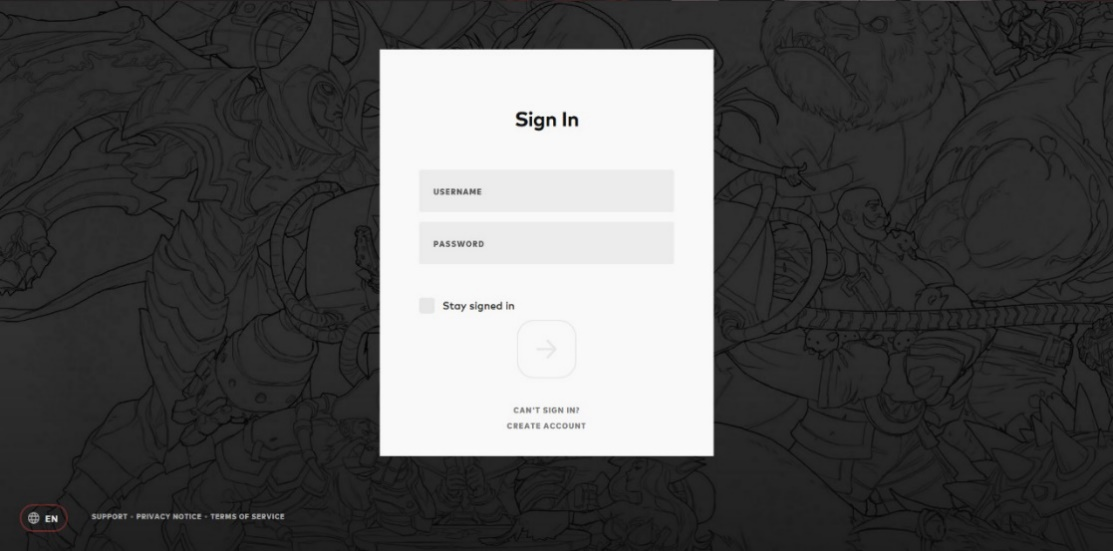 Sign In
USERNAME
PASSWORD
Stay signed in
CAN'T SIGN IN?
CREATE ACCOUNT
EN
SUPPORT - PRIVACY NOTICE - TERMS OF SERVICE